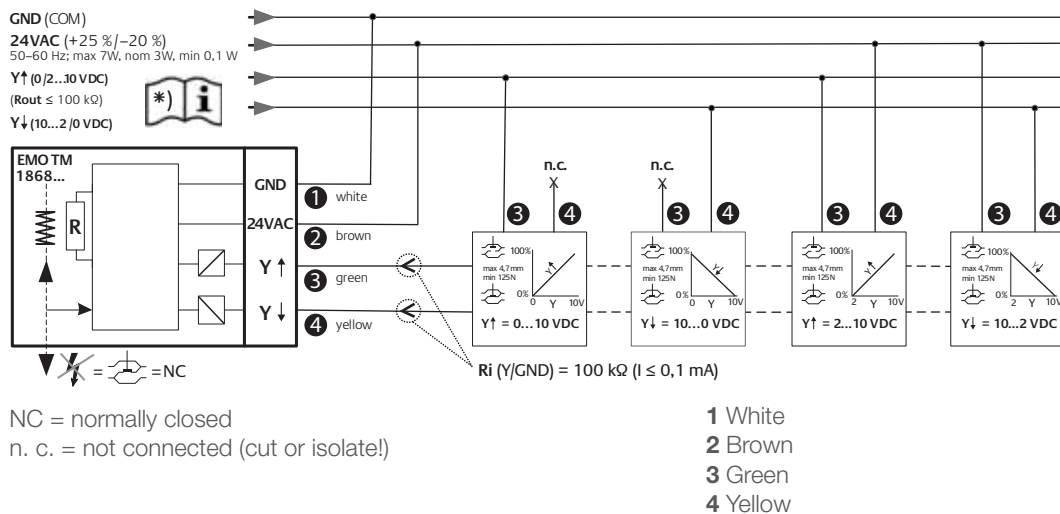 GND (COM)
24VAC (+25 %/–20 %)
50–60 Hz; max 7W, nom 3W, min 0,1 W
Y↑ (0/2...10 VDC)
(Rout ≤ 100 kΩ)
Y↓ (10...2/0 VDC)
*) i
EMO TM
1868...
R
GND
24VAC
Y ↑
Y ↓
1 white
2 brown
3 green
4 yellow
= =NC
n.c.
X
3 4
100%
max 4,7mm
min 125N
0%
Y↑
0 Y 10V
Y↑ = 0...10 VDC
n.c.
X
3 4
100%
max 4,7mm
min 125N
0%
Y↓
0 Y 10V
Y↓ = 10...0 VDC
3 4
100%
max 4,7mm
min 125N
0%
Y↑
2 Y 10V
Y↑ = 2...10 VDC
3 4
100%
max 4,7mm
min 125N
0%
Y↓
2 Y 10V
Y↓ = 10...2 VDC
Ri (Y/GND) = 100 kΩ (I ≤ 0,1 mA)
NC = normally closed
n. c. = not connected (cut or isolate!)
1 White
2 Brown
3 Green
4 Yellow